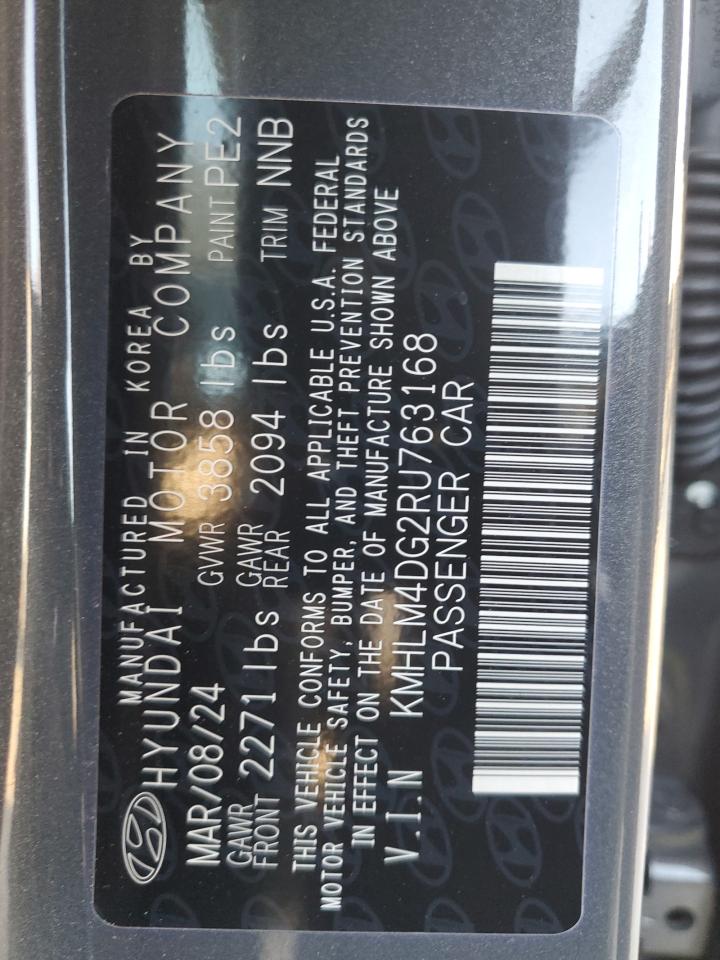 MANUFACTURED IN KOREA BY
HYUNDAI MOTOR COMPANY
MAR/08/24 GVWR 3858 lbs PAINT PE2
GAWR FRONT 2271 lbs GAWR REAR 2094 lbs TRIM NNB
THIS VEHICLE CONFORMS TO ALL APPLICABLE U.S.A. FEDERAL
MOTOR VEHICLE SAFETY, BUMPER, AND THEFT PREVENTION STANDARDS
IN EFFECT ON THE DATE OF MANUFACTURE SHOWN ABOVE
V.I.N KMHLM4DG2RU763168
PASSENGER CAR